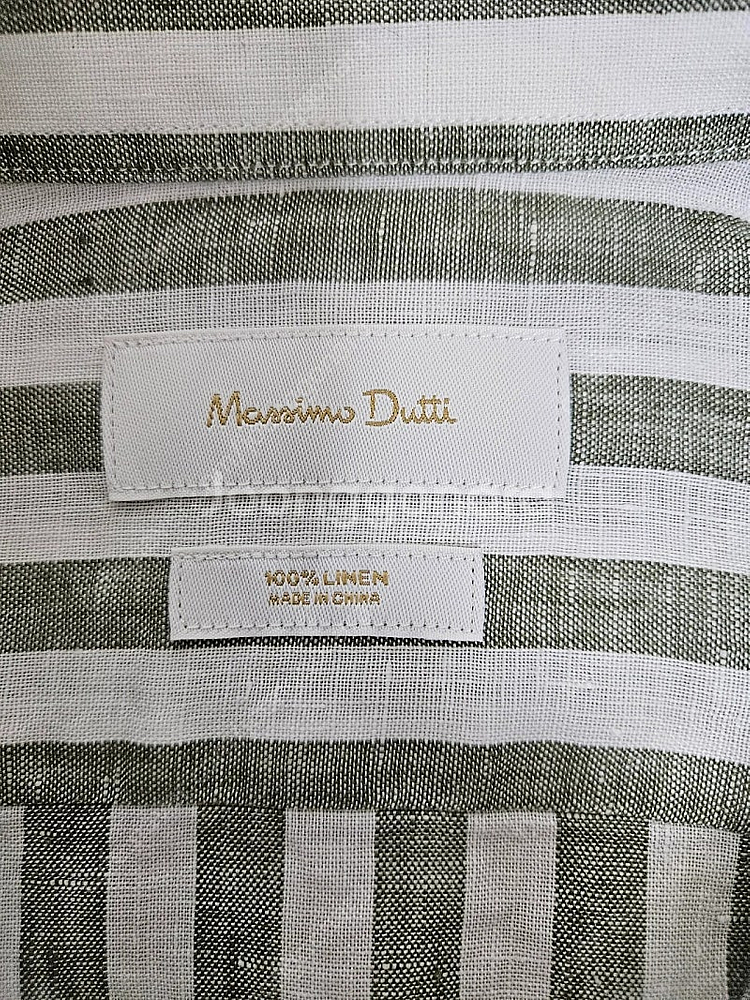 Massimo Dutti
100% LINEN
MADE IN CHINA